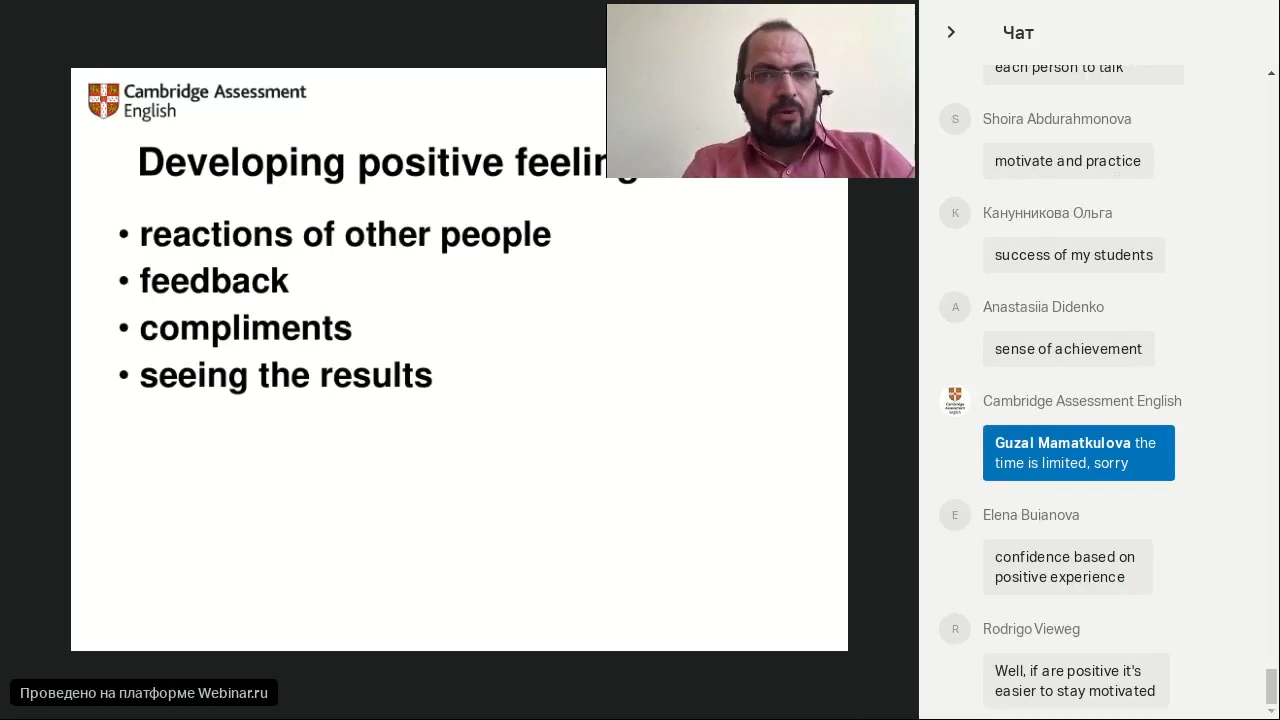 Cambridge Assessment
English
Developing positive feeling
• reactions of other people
• feedback
• compliments
• seeing the results
Проведено на платформе Webinar.ru
Чат
each person to talk
S
Shoira Abdurahmonova
motivate and practice
К
Канунникова Ольга
success of my students
A
Anastasiia Didenko
sense of achievement
Cambridge Assessment English
Guzal Mamatkulova the
time is limited, sorry
E
Elena Buianova
confidence based on
positive experience
R
Rodrigo Vieweg
Well, if are positive it's
easier to stay motivated